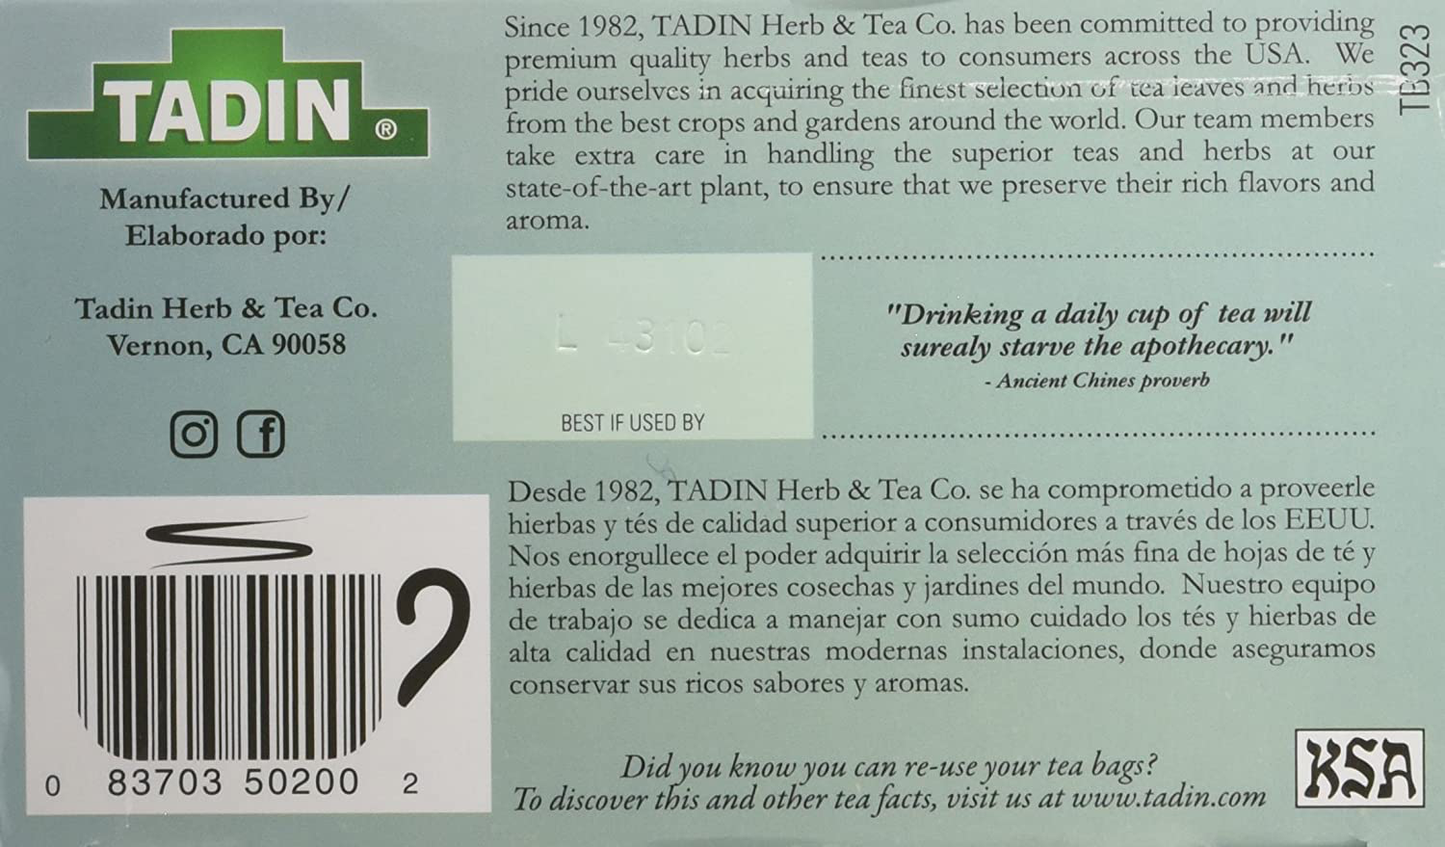 TADIN ®
Manufactured By/
Elaborado por:
Tadin Herb & Tea Co.
Vernon, CA 90058
0 83703 50200 2
Since 1982, TADIN Herb & Tea Co. has been committed to providing
premium quality herbs and teas to consumers across the USA. We
pride ourselves in acquiring the finest selection of tea leaves and herbs
from the best crops and gardens around the world. Our team members
take extra care in handling the superior teas and herbs at our
state-of-the-art plant, to ensure that we preserve their rich flavors and
aroma.
BEST IF USED BY
"Drinking a daily cup of tea will
surealy starve the apothecary."
- Ancient Chines proverb
Desde 1982, TADIN Herb & Tea Co. se ha comprometido a proveerle
hierbas y tés de calidad superior a consumidores a través de los EEUU.
Nos enorgullece el poder adquirir la selección más fina de hojas de té y
hierbas de las mejores cosechas y jardines del mundo. Nuestro equipo
de trabajo se dedica a manejar con sumo cuidado los tés y hierbas de
alta calidad en nuestras modernas instalaciones, donde aseguramos
conservar sus ricos sabores y aromas.
Did you know you can re-use your tea bags?
To discover this and other tea facts, visit us at www.tadin.com
KSA
TB323